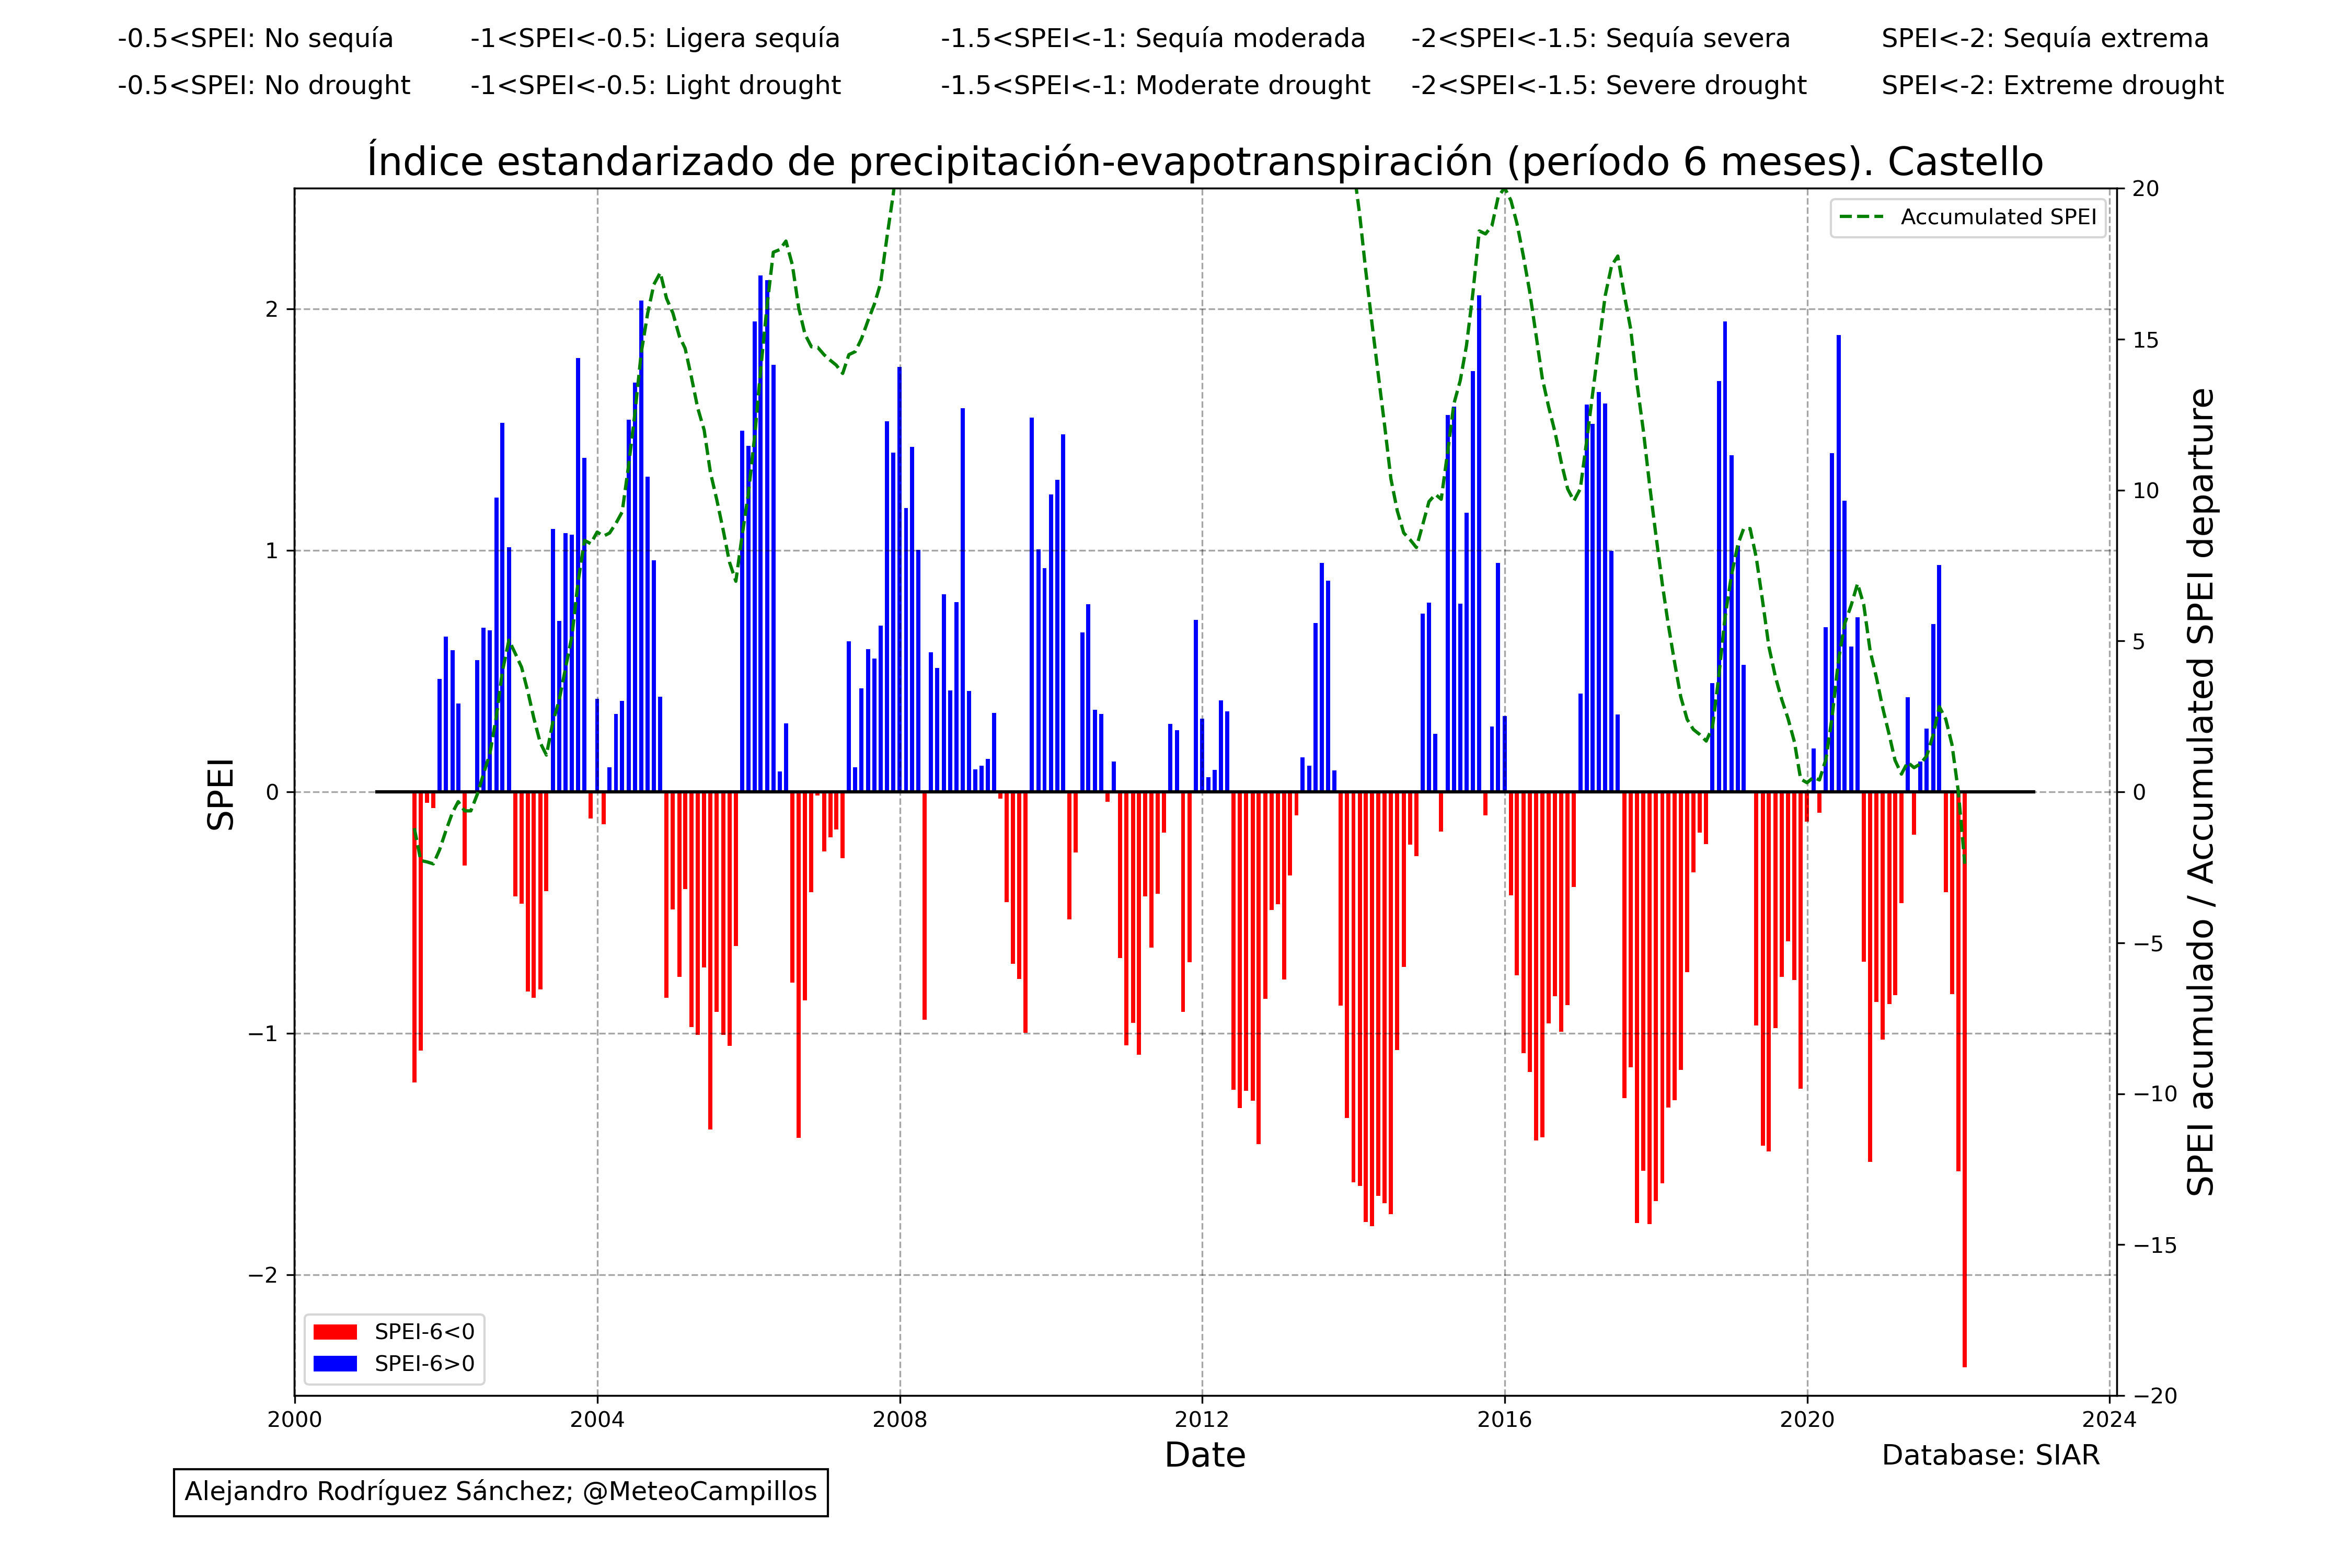 -0.5<SPEI: No sequía -1<SPEI<-0.5: Ligera sequía -1.5<SPEI<-1: Sequía moderada -2<SPEI<-1.5: Sequía severa SPEI<-2: Sequía extrema
-0.5<SPEI: No drought -1<SPEI<-0.5: Light drought -1.5<SPEI<-1: Moderate drought -2<SPEI<-1.5: Severe drought SPEI<-2: Extreme drought
Índice estandarizado de precipitación-evapotranspiración (período 6 meses). Castello
Accumulated SPEI
SPEI
2
1
0
−1
−2
20
15
10
5
0
−5
−10
−15
−20
SPEI acumulado / Accumulated SPEI departure
SPEI-6<0
SPEI-6>0
2000 2004 2008 2012 2016 2020 2024
Date
Database: SIAR
Alejandro Rodríguez Sánchez; @MeteoCampillos